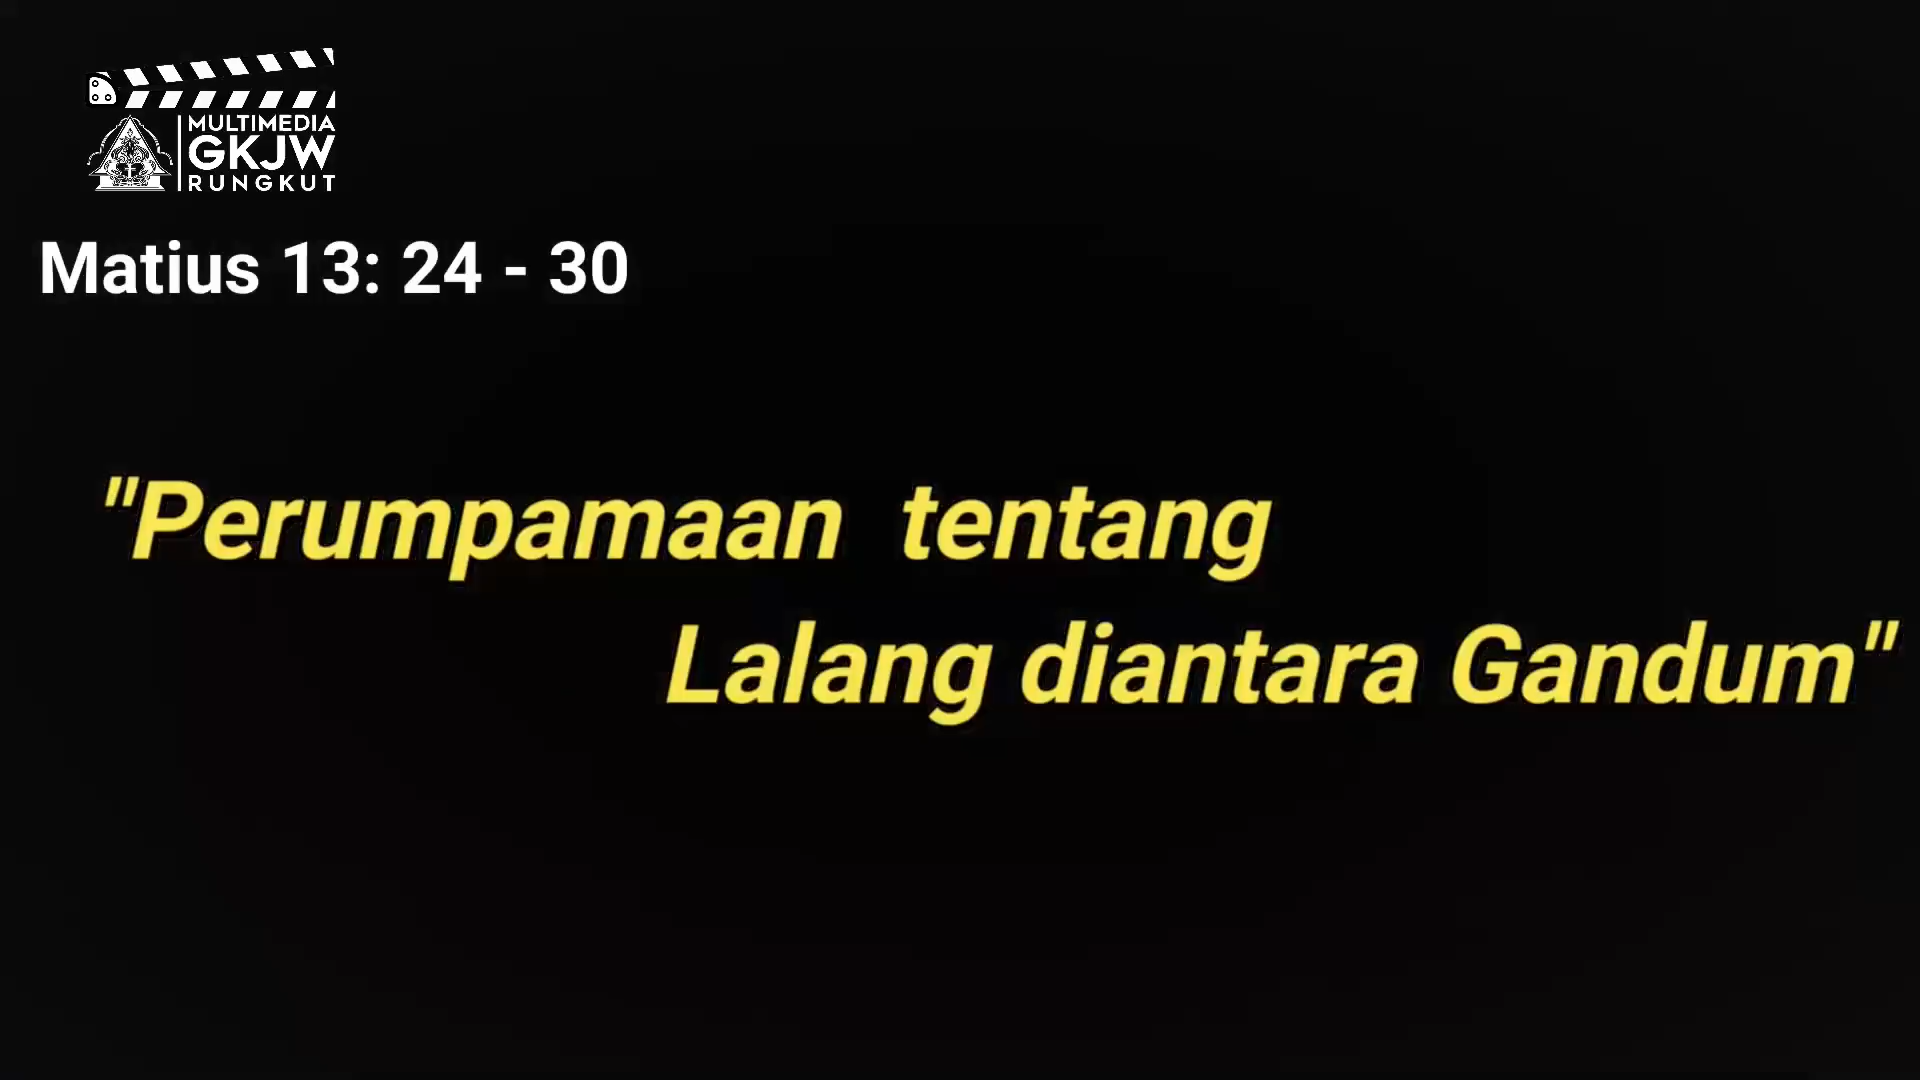 MULTIMEDIA
GKJW
RUNGKUT
Matius 13: 24 - 30
"Perumpamaan tentang
Lalang diantara Gandum"